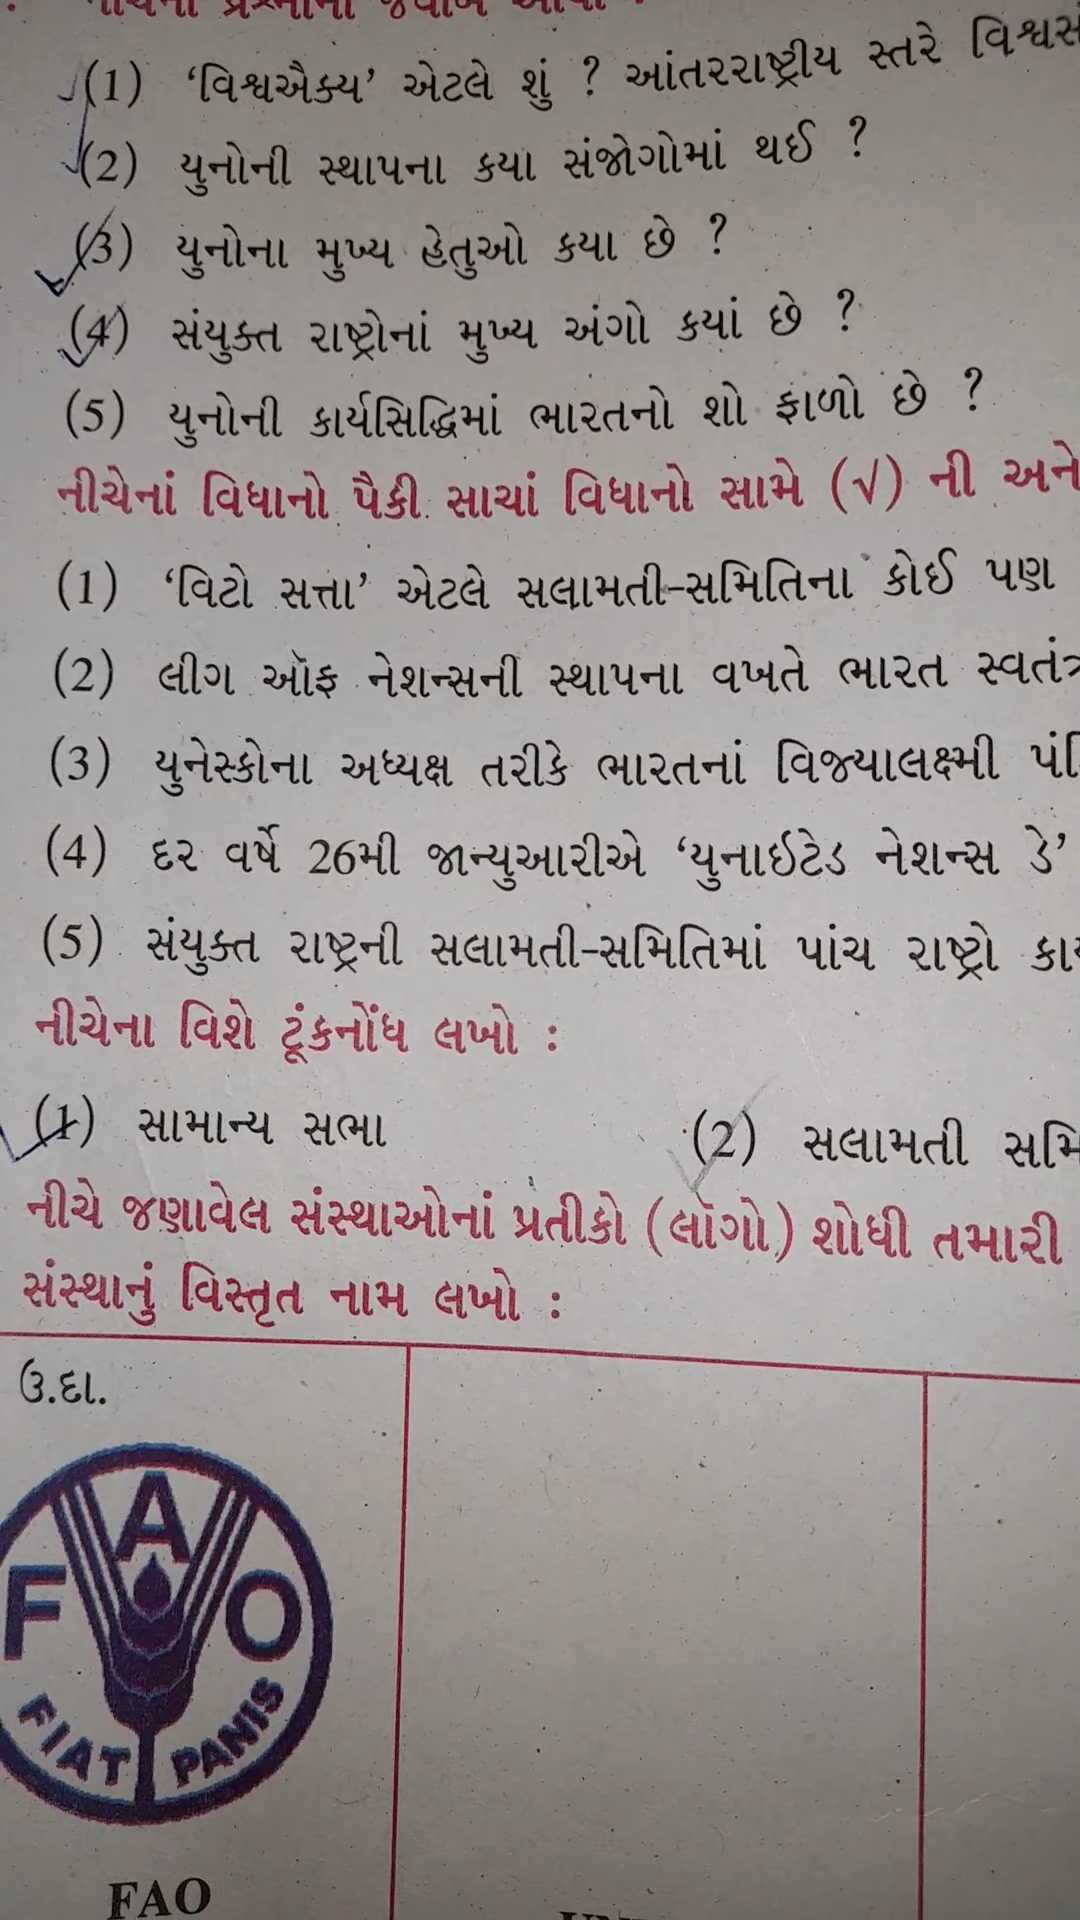 નીચેના પ્રશ્નોના જવાબ આપો :
(1) ‘વિશ્વઐક્ય’ એટલે શું ? આંતરરાષ્ટ્રીય સ્તરે
(2) યુનોની સ્થાપના કયા સંજોગોમાં થઈ ?
(3) યુનોના મુખ્ય હેતુઓ કયા છે ?
(4) સંયુક્ત રાષ્ટ્રોનાં મુખ્ય અંગો કયાં છે ?
(5) યુનોની કાર્યસિદ્ધિમાં ભારતનો શો ફાળો છે ?
નીચેનાં વિધાનો પૈકી સાચાં વિધાનો સામે (√) ની અને
(1) ‘વિટો સત્તા’ એટલે સલામતી-સમિતિના કોઈ પણ
(2) લીગ ઑફ નેશન્સની સ્થાપના વખતે ભારત
(3) યુનેસ્કોના અધ્યક્ષ તરીકે ભારતનાં વિજ્યાલક્ષ્મી
(4) દર વર્ષે 26મી જાન્યુઆરીએ ‘યુનાઈટેડ નેશન્સ ડે’
(5) સંયુક્ત રાષ્ટ્રની સલામતી-સમિતિમાં પાંચ રાષ્ટ્રો
નીચેના વિશે ટૂંકનોંધ લખો :
(1) સામાન્ય સભા (2) સલામતી
નીચે જણાવેલ સંસ્થાઓનાં પ્રતીકો (લૉગો) શોધી તમારી
સંસ્થાનું વિસ્તૃત નામ લખો :
ઉ.દા.
F A O
FIAT PANIS
FAO